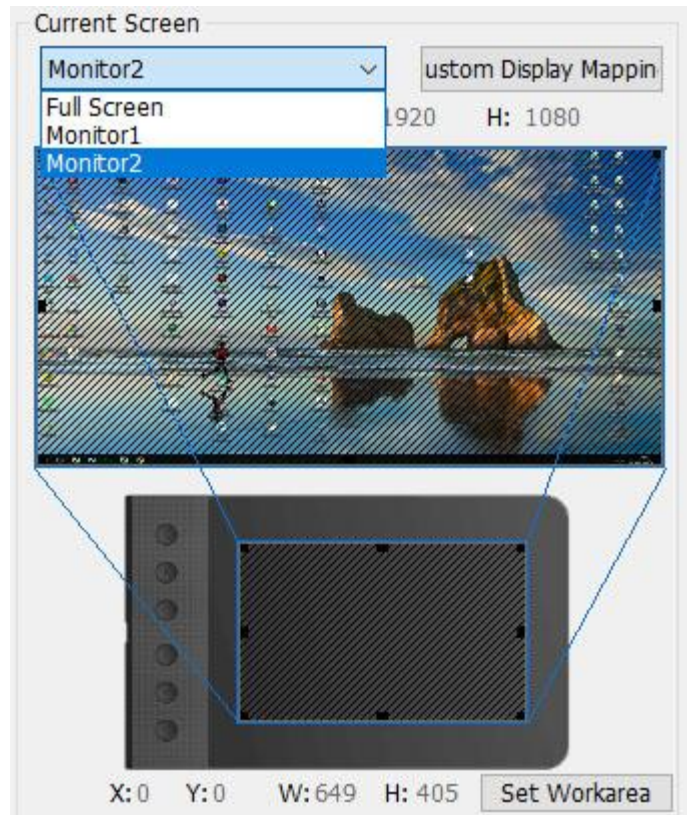 Current Screen
Monitor2
ustom Display Mappin
Full Screen
1920 H: 1080
Monitor1
Monitor2
X: 0 Y: 0 W: 649 H: 405 Set Workarea